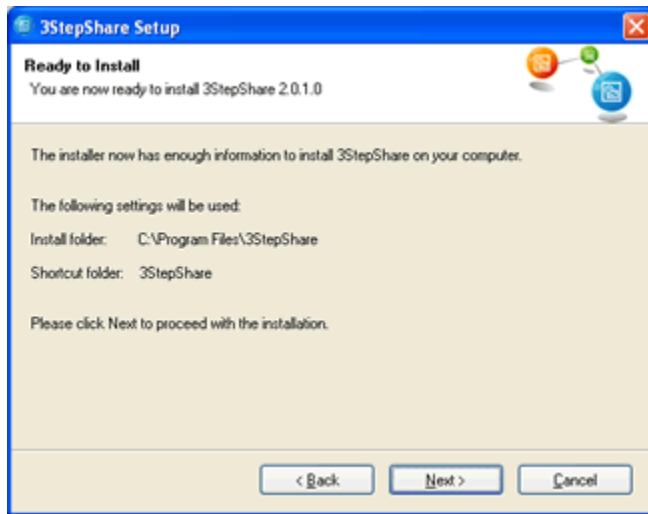 3StepShare Setup
Ready to Install
You are now ready to install 3StepShare 2.0.1.0
The installer now has enough information to install 3StepShare on your computer.
The following settings will be used:
Install folder: C:\Program Files\3StepShare
Shortcut folder: 3StepShare
Please click Next to proceed with the installation.
< Back Next > Cancel